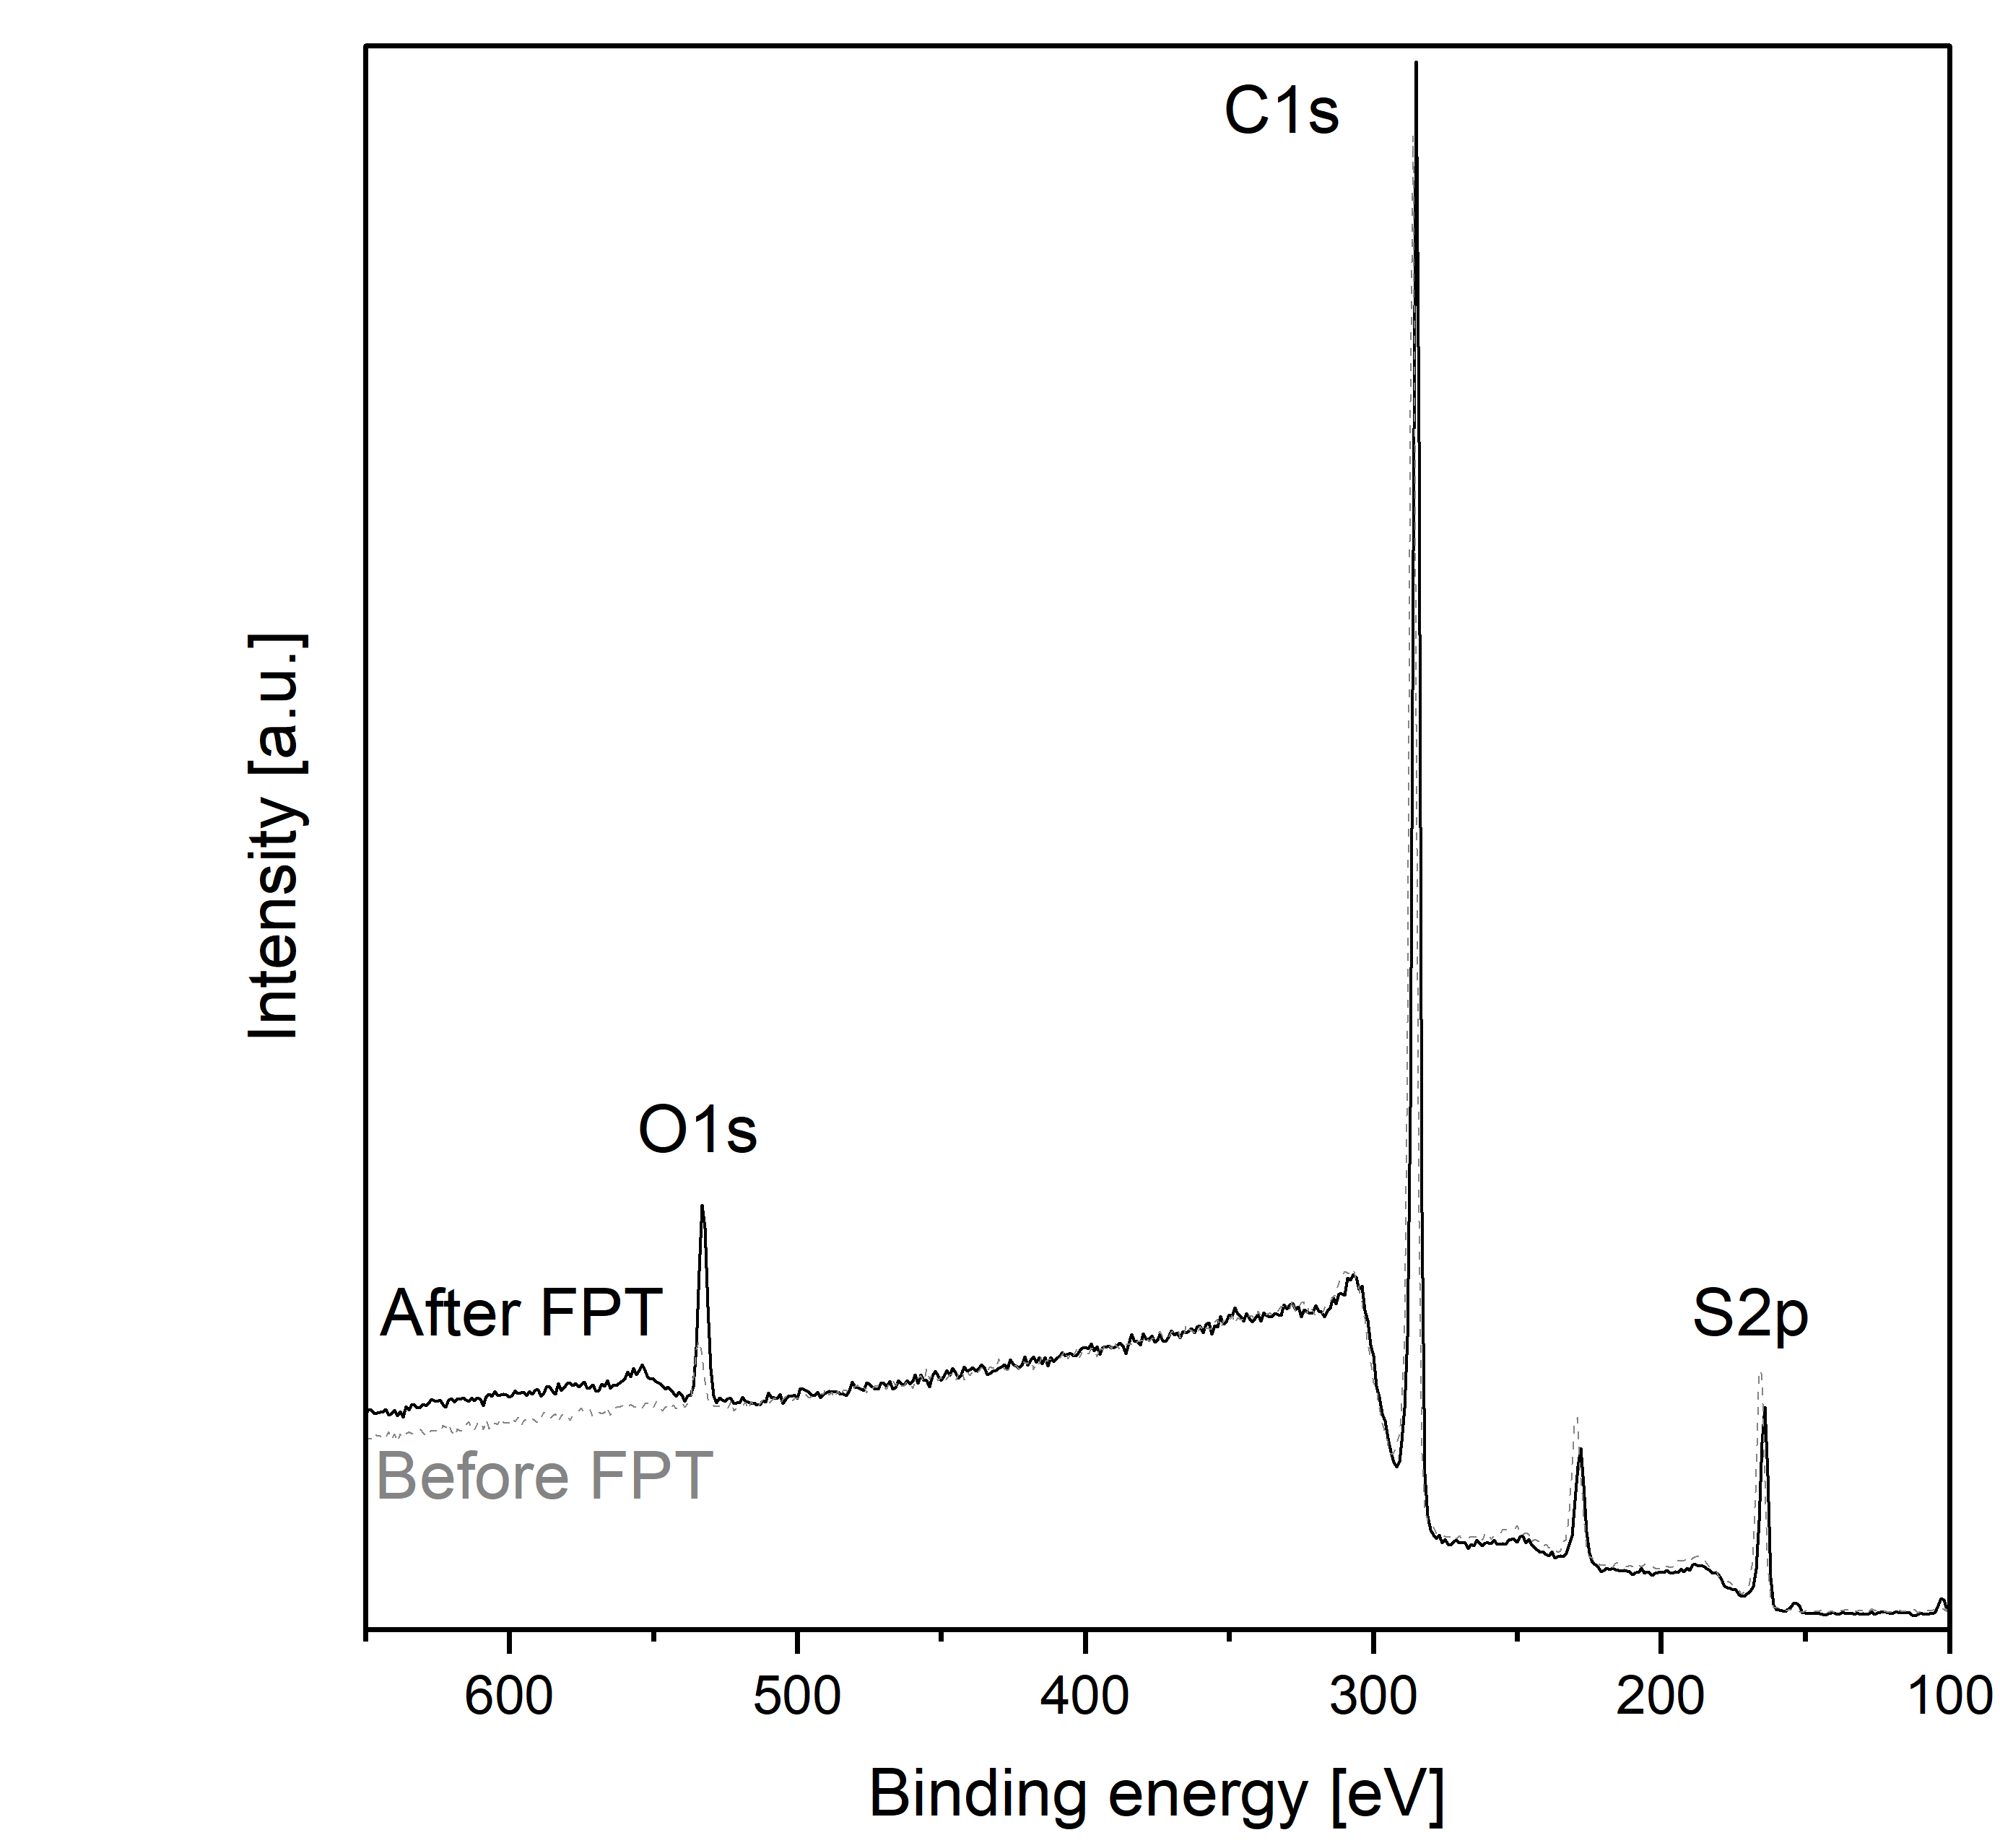 C1s
Intensity [a.u.]
O1s
After FPT
S2p
Before FPT
600
500
400
300
200
100
Binding energy [eV]